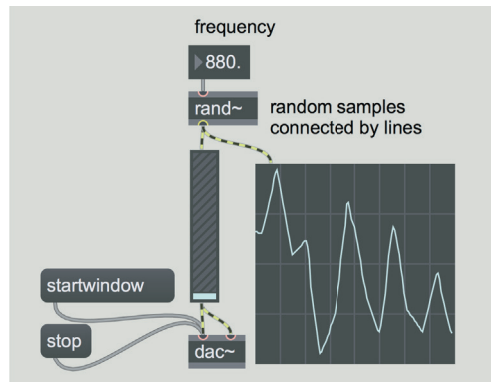 frequency
880.
rand~
random samples
connected by lines
startwindow
stop
dac~